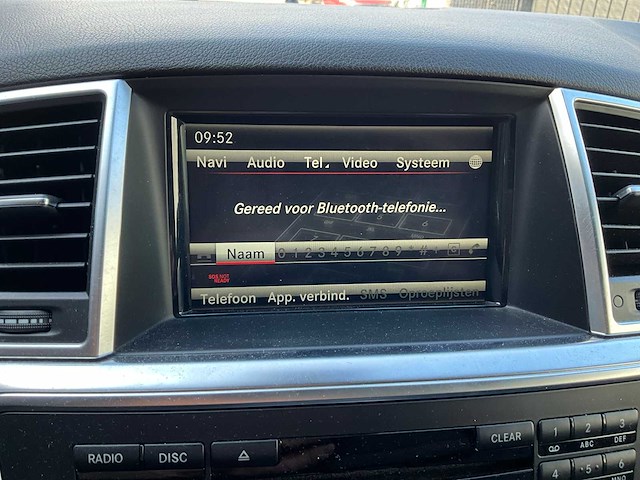 09:52
Navi Audio Tel Video Systeem
Gereed voor Bluetooth-telefonie...
Naam 0 1 2 3 4 5 6 7 8 9 * # +
SOS NOT
READY
Telefoon App. verbind. SMS Oproeplijsten
RADIO DISC CLEAR
1 2 ABC 3 DEF
4 5 6